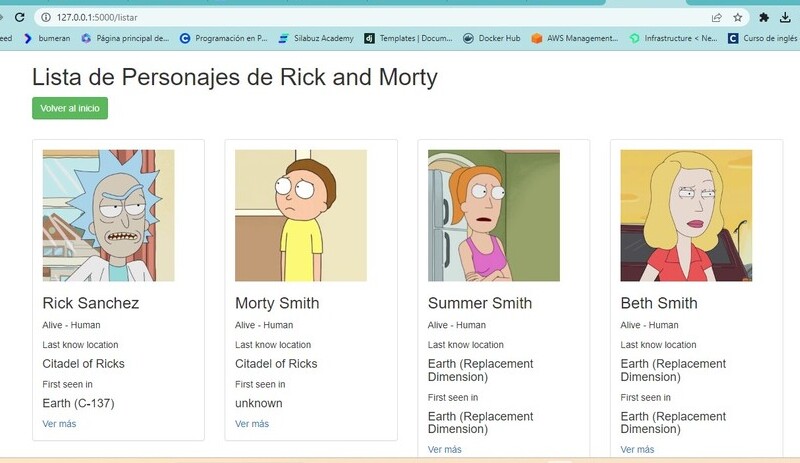 127.0.0.1:5000/listar
eed bumeran Página principal de... Programación en P... Silabuz Academy Templates | Docum... Docker Hub AWS Management... Infrastructure < Ne... Curso de inglés
Lista de Personajes de Rick and Morty
Volver al inicio
Rick Sanchez
Alive - Human
Last know location
Citadel of Ricks
First seen in
Earth (C-137)
Ver más
Morty Smith
Alive - Human
Last know location
Citadel of Ricks
First seen in
unknown
Ver más
Summer Smith
Alive - Human
Last know location
Earth (Replacement
Dimension)
First seen in
Earth (Replacement
Dimension)
Ver más
Beth Smith
Alive - Human
Last know location
Earth (Replacement
Dimension)
First seen in
Earth (Replacement
Dimension)
Ver más